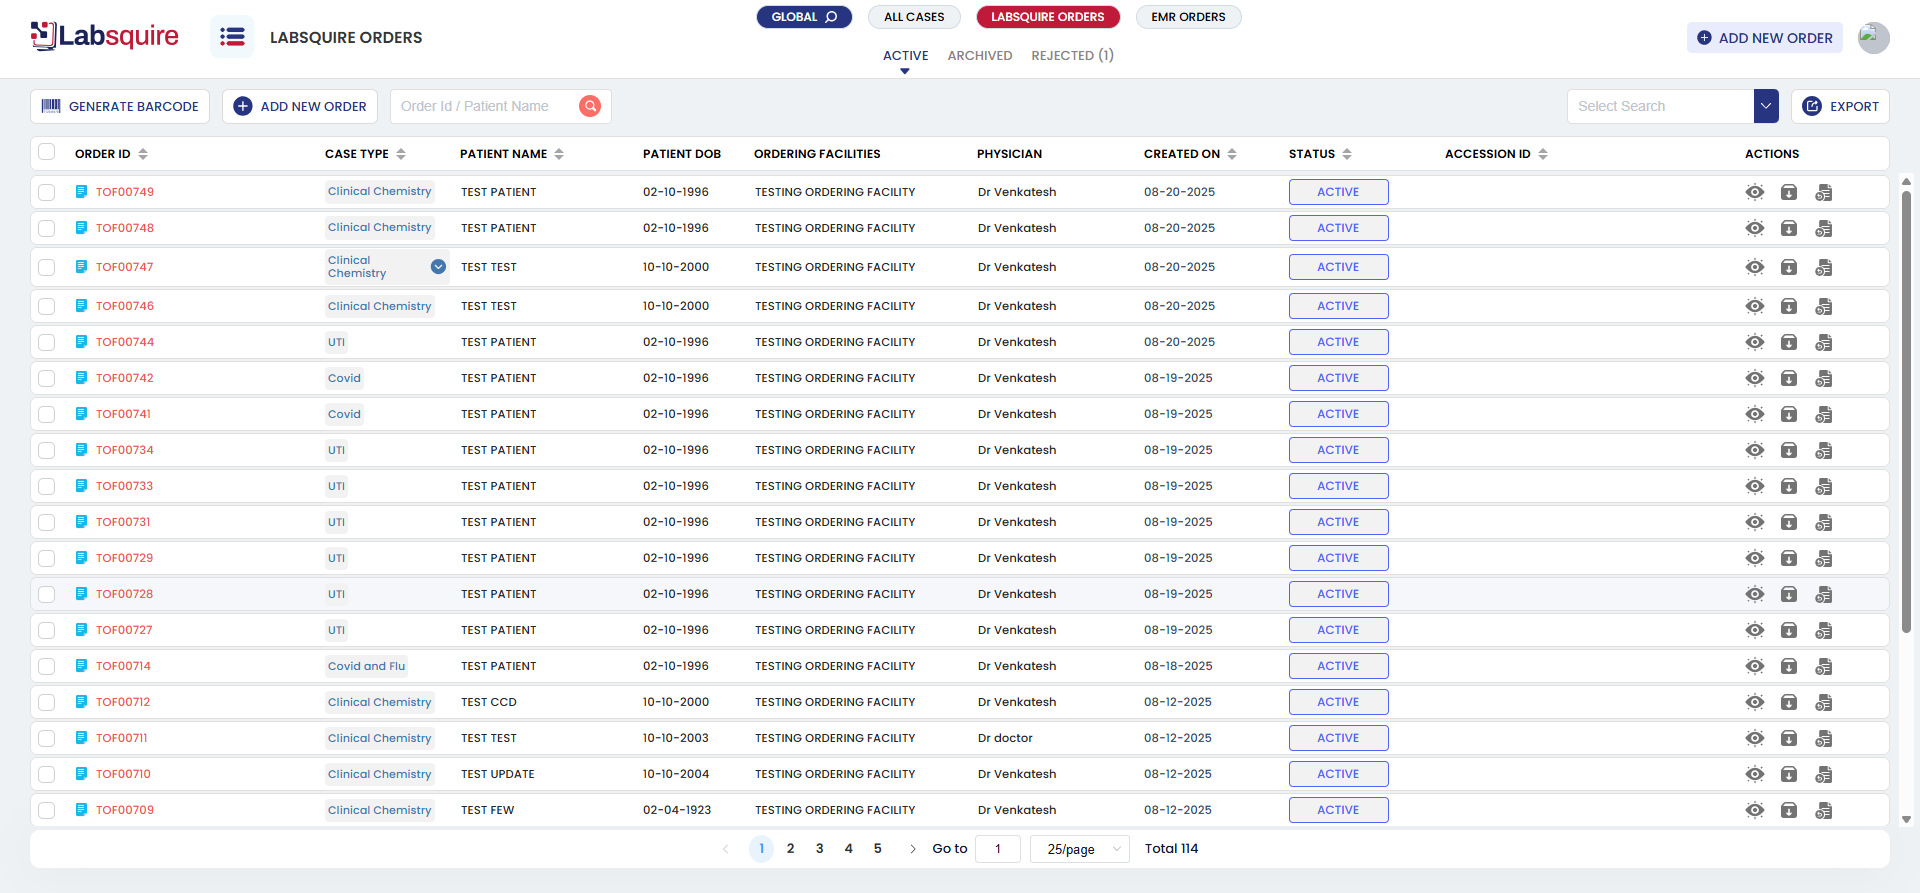 Labsquire
LABSQUIRE ORDERS
GLOBAL
ALL CASES
LABSQUIRE ORDERS
EMR ORDERS
ACTIVE
ARCHIVED
REJECTED (1)
ADD NEW ORDER
GENERATE BARCODE
ADD NEW ORDER
Order Id / Patient Name
Select Search
EXPORT
ORDER ID CASE TYPE PATIENT NAME PATIENT DOB ORDERING FACILITIES PHYSICIAN CREATED ON STATUS ACCESSION ID ACTIONS
TOF00749 Clinical Chemistry TEST PATIENT 02-10-1996 TESTING ORDERING FACILITY Dr Venkatesh 08-20-2025 ACTIVE
TOF00748 Clinical Chemistry TEST PATIENT 02-10-1996 TESTING ORDERING FACILITY Dr Venkatesh 08-20-2025 ACTIVE
TOF00747 Clinical Chemistry TEST TEST 10-10-2000 TESTING ORDERING FACILITY Dr Venkatesh 08-20-2025 ACTIVE
TOF00746 Clinical Chemistry TEST TEST 10-10-2000 TESTING ORDERING FACILITY Dr Venkatesh 08-20-2025 ACTIVE
TOF00744 UTI TEST PATIENT 02-10-1996 TESTING ORDERING FACILITY Dr Venkatesh 08-20-2025 ACTIVE
TOF00742 Covid TEST PATIENT 02-10-1996 TESTING ORDERING FACILITY Dr Venkatesh 08-19-2025 ACTIVE
TOF00741 Covid TEST PATIENT 02-10-1996 TESTING ORDERING FACILITY Dr Venkatesh 08-19-2025 ACTIVE
TOF00734 UTI TEST PATIENT 02-10-1996 TESTING ORDERING FACILITY Dr Venkatesh 08-19-2025 ACTIVE
TOF00733 UTI TEST PATIENT 02-10-1996 TESTING ORDERING FACILITY Dr Venkatesh 08-19-2025 ACTIVE
TOF00731 UTI TEST PATIENT 02-10-1996 TESTING ORDERING FACILITY Dr Venkatesh 08-19-2025 ACTIVE
TOF00729 UTI TEST PATIENT 02-10-1996 TESTING ORDERING FACILITY Dr Venkatesh 08-19-2025 ACTIVE
TOF00728 UTI TEST PATIENT 02-10-1996 TESTING ORDERING FACILITY Dr Venkatesh 08-19-2025 ACTIVE
TOF00727 UTI TEST PATIENT 02-10-1996 TESTING ORDERING FACILITY Dr Venkatesh 08-19-2025 ACTIVE
TOF00714 Covid and Flu TEST PATIENT 02-10-1996 TESTING ORDERING FACILITY Dr Venkatesh 08-18-2025 ACTIVE
TOF00712 Clinical Chemistry TEST CCD 10-10-2000 TESTING ORDERING FACILITY Dr Venkatesh 08-12-2025 ACTIVE
TOF00711 Clinical Chemistry TEST TEST 10-10-2003 TESTING ORDERING FACILITY Dr doctor 08-12-2025 ACTIVE
TOF00710 Clinical Chemistry TEST UPDATE 10-10-2004 TESTING ORDERING FACILITY Dr Venkatesh 08-12-2025 ACTIVE
TOF00709 Clinical Chemistry TEST FEW 02-04-1923 TESTING ORDERING FACILITY Dr Venkatesh 08-12-2025 ACTIVE
1 2 3 4 5 Go to 1 25/page Total 114